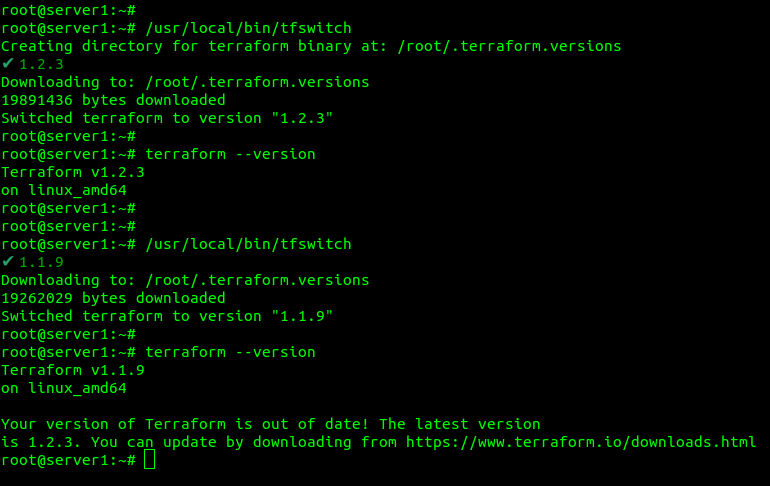 root@server1:~#
root@server1:~# /usr/local/bin/tfswitch
Creating directory for terraform binary at: /root/.terraform.versions
✔ 1.2.3
Downloading to: /root/.terraform.versions
19891436 bytes downloaded
Switched terraform to version "1.2.3"
root@server1:~#
root@server1:~# terraform --version
Terraform v1.2.3
on linux_amd64
root@server1:~#
root@server1:~#
root@server1:~# /usr/local/bin/tfswitch
✔ 1.1.9
Downloading to: /root/.terraform.versions
19262029 bytes downloaded
Switched terraform to version "1.1.9"
root@server1:~#
root@server1:~# terraform --version
Terraform v1.1.9
on linux_amd64

Your version of Terraform is out of date! The latest version
is 1.2.3. You can update by downloading from https://www.terraform.io/downloads.html
root@server1:~#